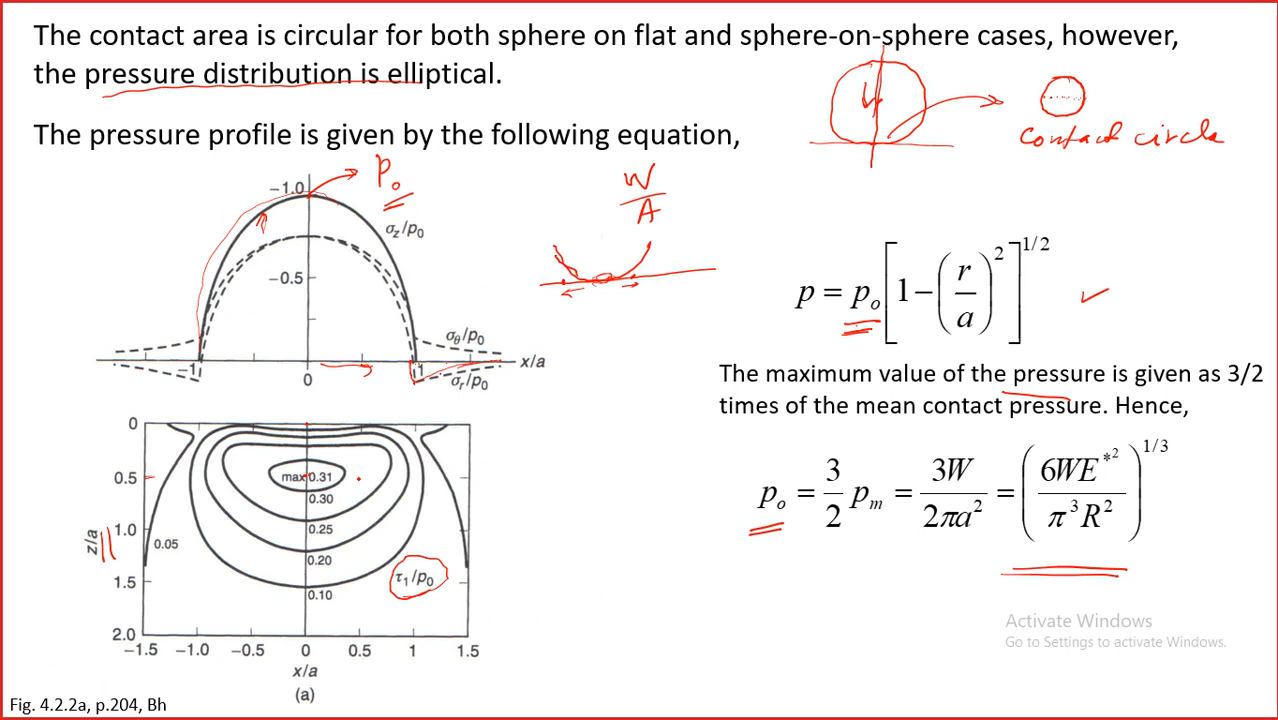 The contact area is circular for both sphere on flat and sphere-on-sphere cases, however,
the pressure distribution is elliptical.
contact circle
The pressure profile is given by the following equation,
P₀
W/A
-1.0
σz/p0
-0.5
σθ/p0
-1 0 1 x/a
σr/p0
p = pₒ[1−(r/a)²]^1/2
The maximum value of the pressure is given as 3/2
times of the mean contact pressure. Hence,
pₒ = 3/2 pₘ = 3W/2πa² = (6WE*²/π³R²)^1/3
0
0.5
1.0
1.5
2.0
z/a
max 0.31
0.30
0.25
0.20
0.10
0.05
τ1/p0
-1.5 -1.0 -0.5 0 0.5 1 1.5
x/a
(a)
Activate Windows
Go to Settings to activate Windows.
Fig. 4.2.2a, p.204, Bh